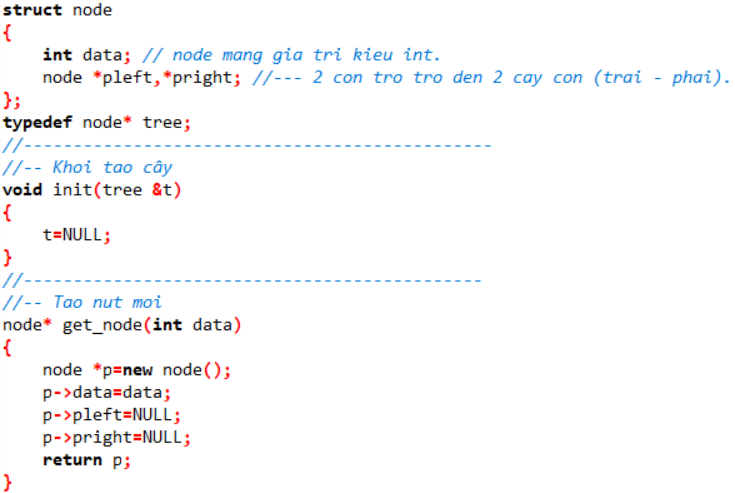 struct node
{
    int data; // node mang gia tri kieu int.
    node *pleft,*pright; //--- 2 con tro tro den 2 cay con (trai - phai).
};
typedef node* tree;
//-----------------------------------------------
//-- Khoi tao cây
void init(tree &t)
{
    t=NULL;
}
//----------------------------------------------
//-- Tao nut moi
node* get_node(int data)
{
    node *p=new node();
    p->data=data;
    p->pleft=NULL;
    p->pright=NULL;
    return p;
}